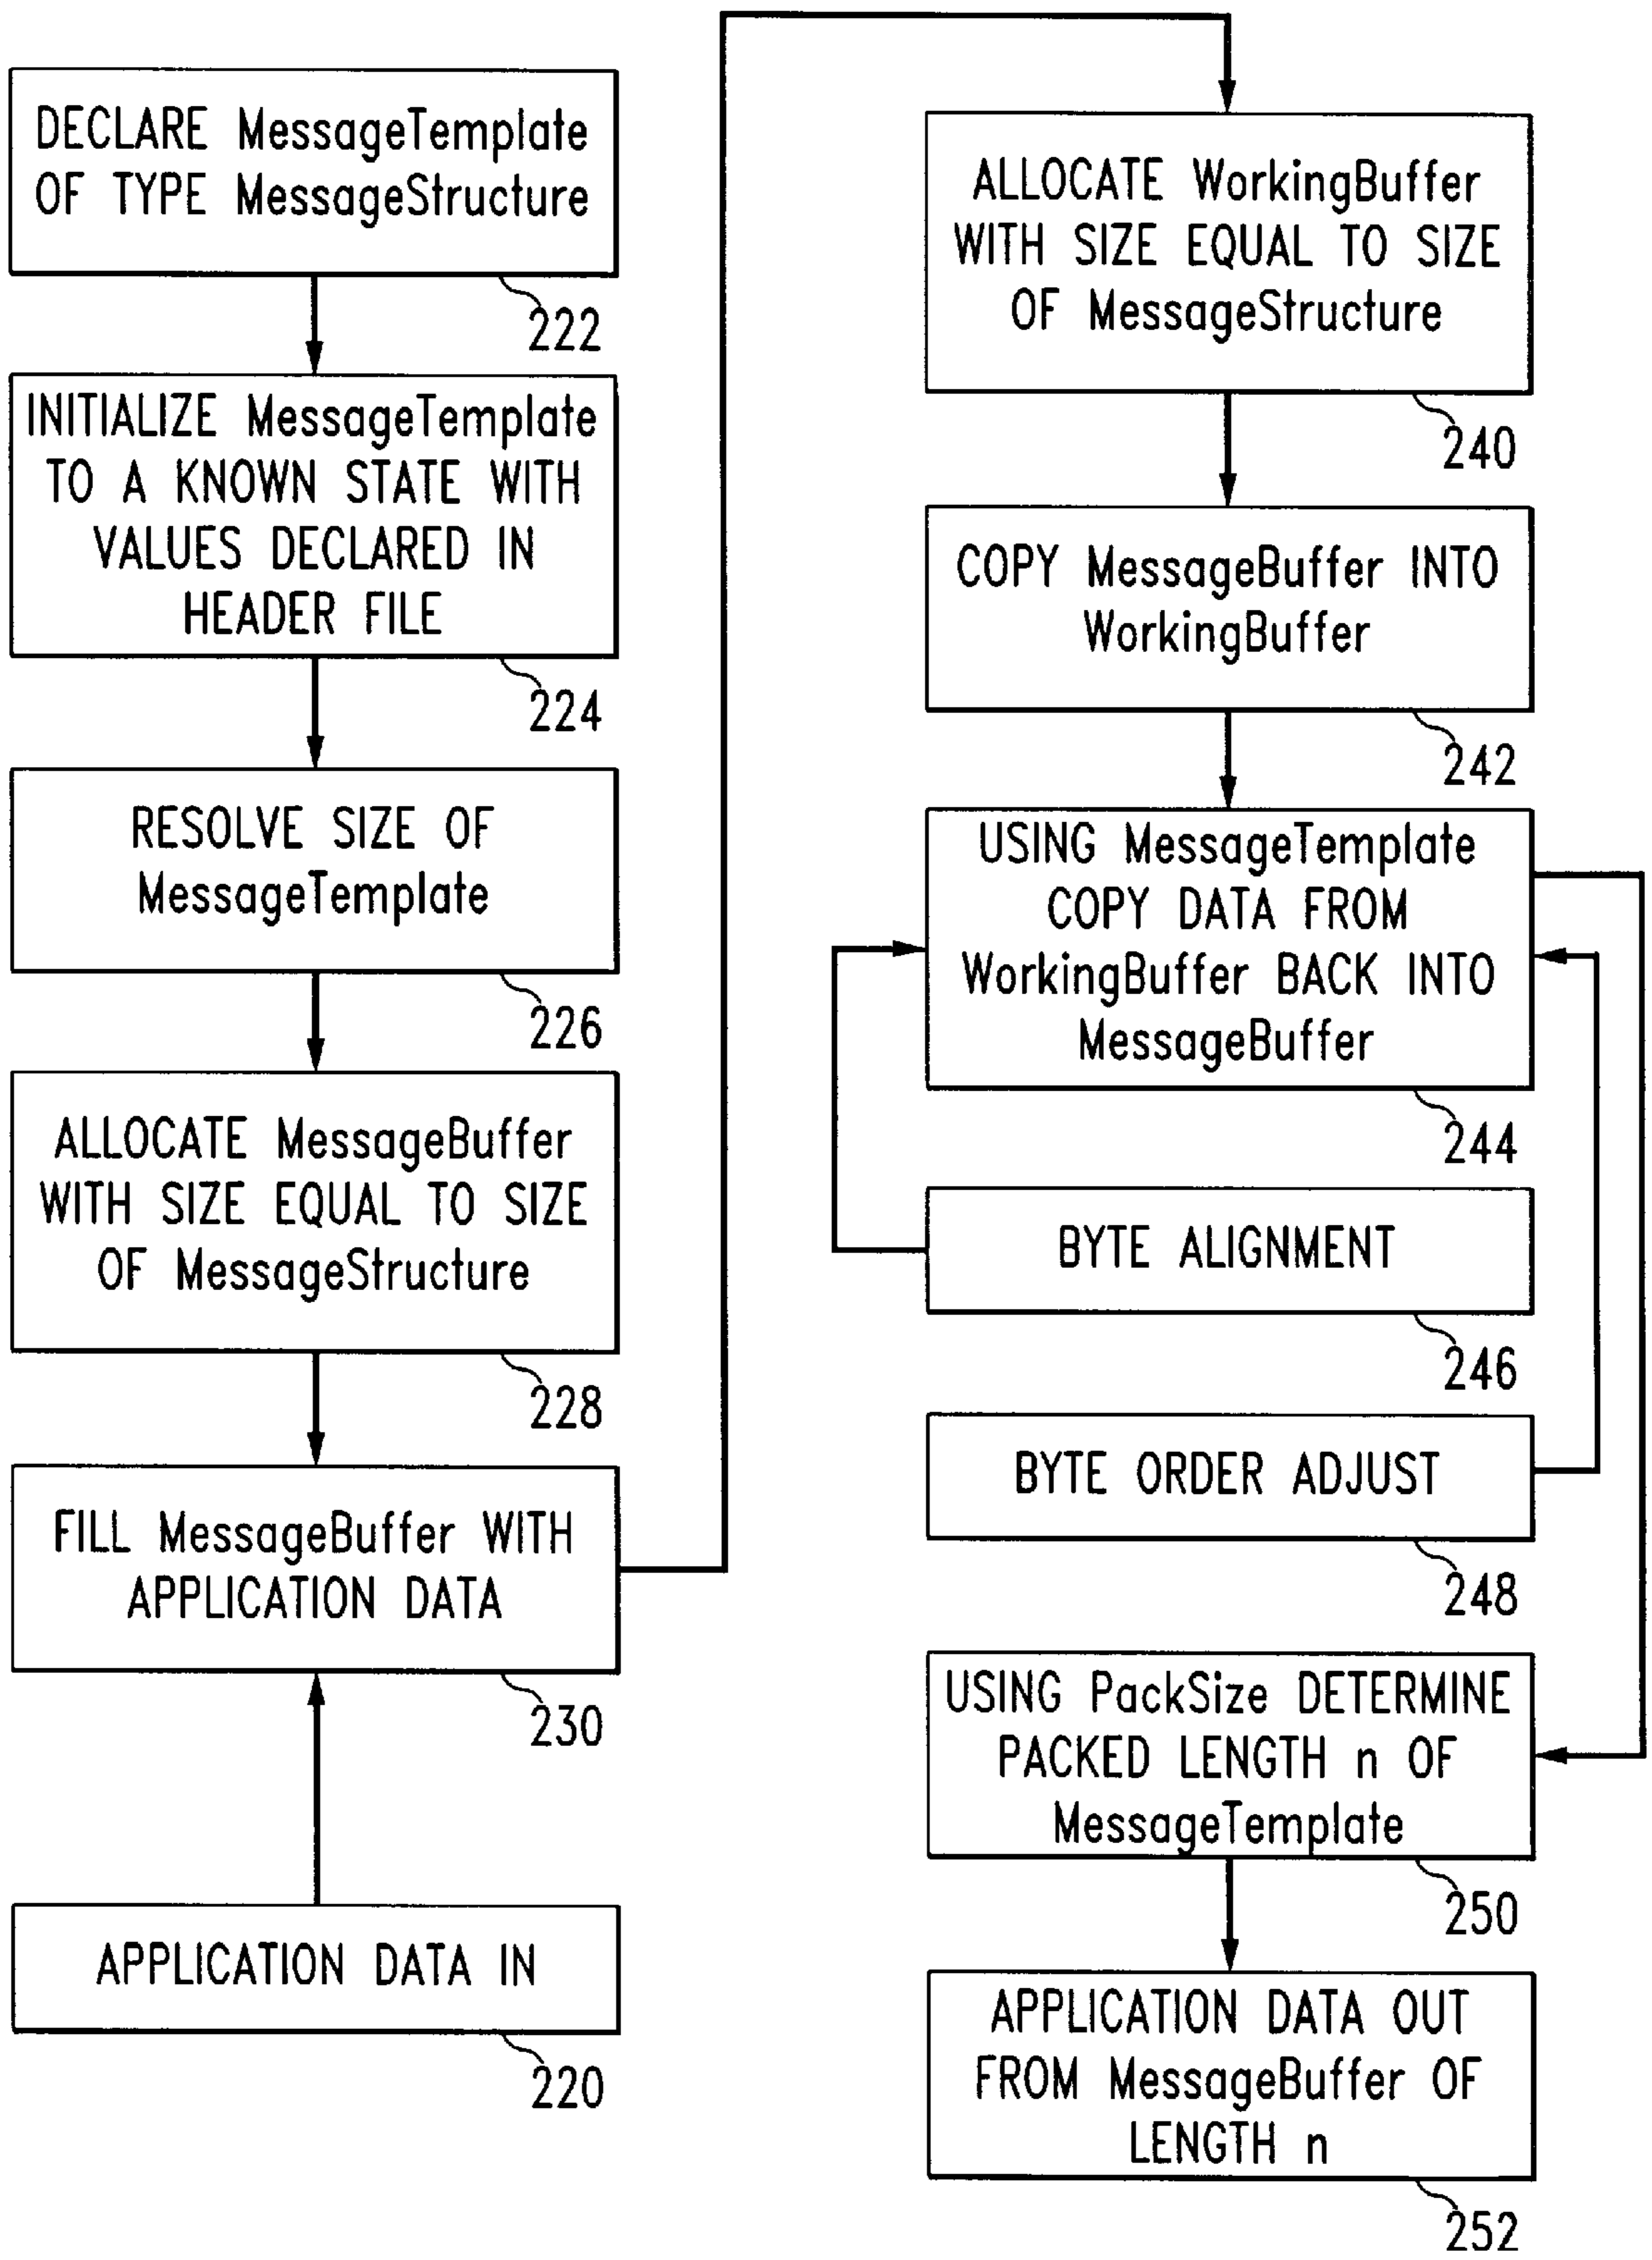 DECLARE MessageTemplate
OF TYPE MessageStructure
222
INITIALIZE MessageTemplate
TO A KNOWN STATE WITH
VALUES DECLARED IN
HEADER FILE
224
RESOLVE SIZE OF
MessageTemplate
226
ALLOCATE MessageBuffer
WITH SIZE EQUAL TO SIZE
OF MessageStructure
228
FILL MessageBuffer WITH
APPLICATION DATA
230
APPLICATION DATA IN
220
ALLOCATE WorkingBuffer
WITH SIZE EQUAL TO SIZE
OF MessageStructure
240
COPY MessageBuffer INTO
WorkingBuffer
242
USING MessageTemplate
COPY DATA FROM
WorkingBuffer BACK INTO
MessageBuffer
244
BYTE ALIGNMENT
246
BYTE ORDER ADJUST
248
USING PackSize DETERMINE
PACKED LENGTH n OF
MessageTemplate
250
APPLICATION DATA OUT
FROM MessageBuffer OF
LENGTH n
252